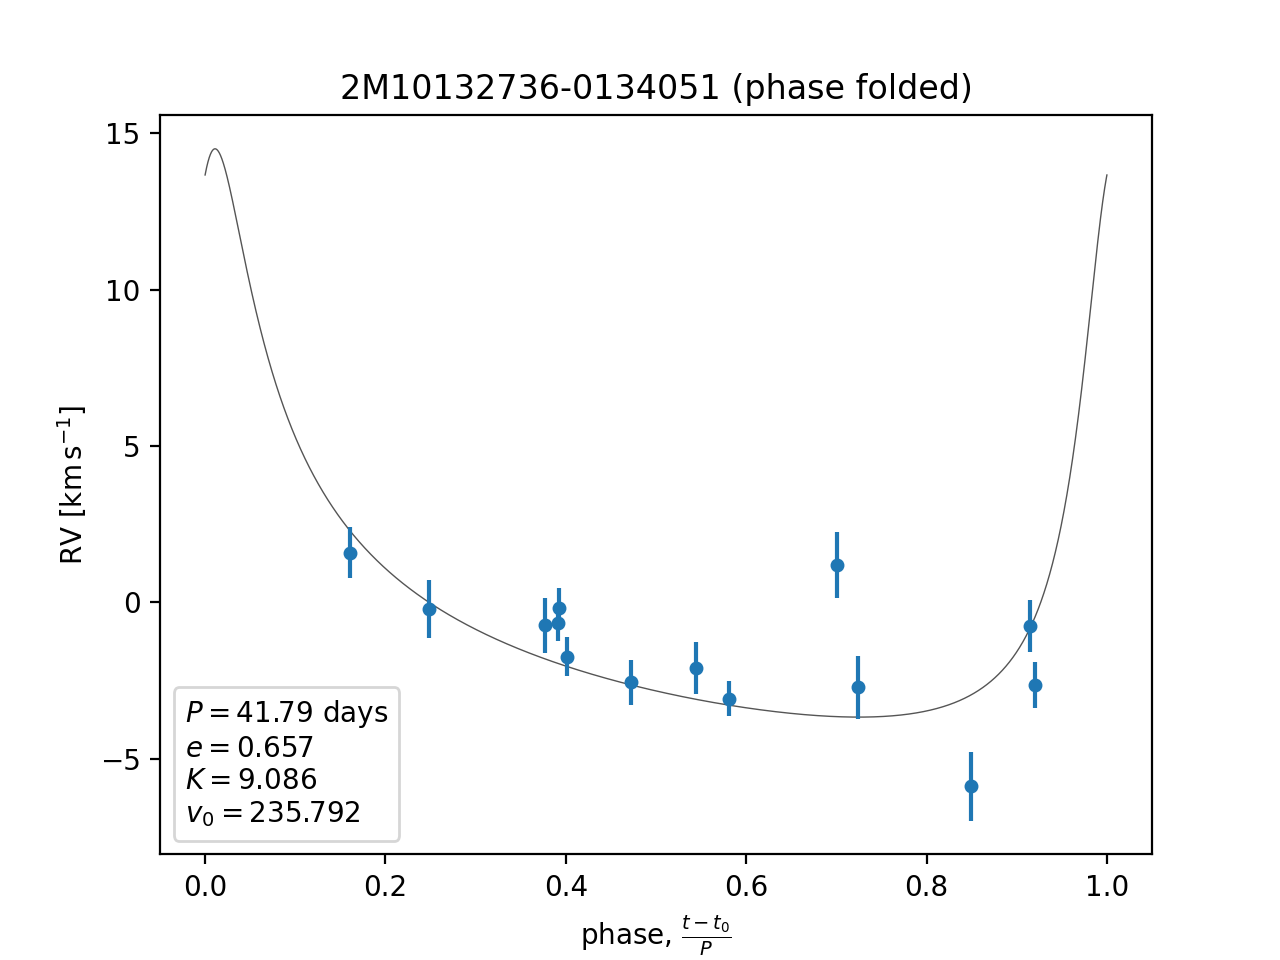 2M10132736-0134051 (phase folded)
15
10
5
0
−5
RV [km s⁻¹]
P = 41.79 days
e = 0.657
K = 9.086
v₀ = 235.792
0.0 0.2 0.4 0.6 0.8 1.0
phase, \frac{t − t₀}{P}